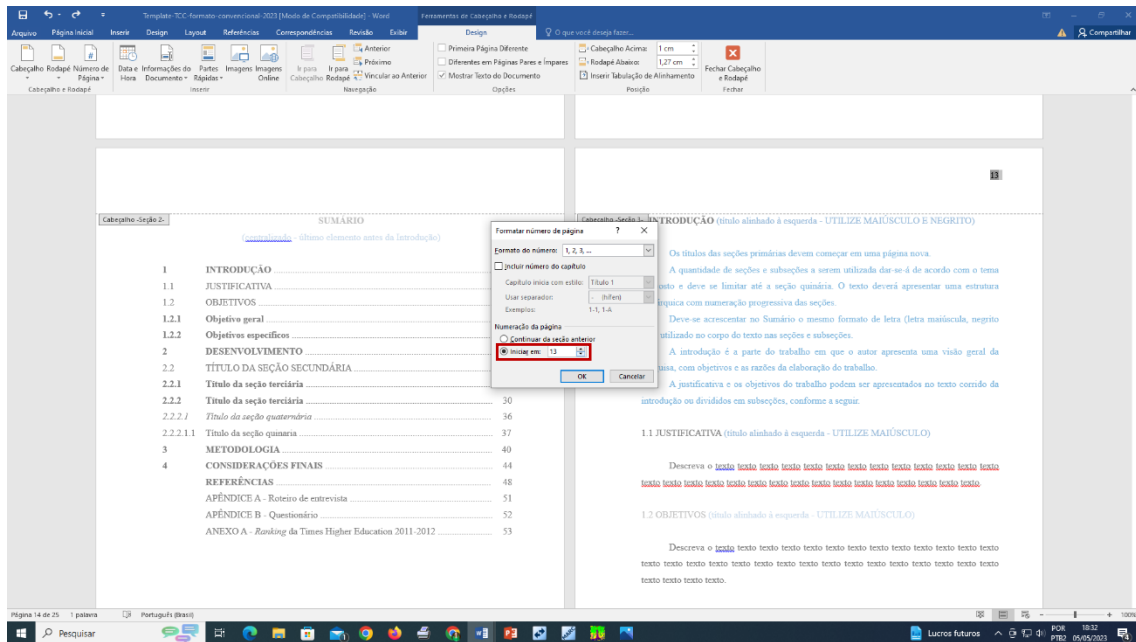 Template-TCC-formato-convencional-2023 [Modo de Compatibilidade] - Word
Ferramentas de Cabeçalho e Rodapé
Arquivo Página Inicial Inserir Design Layout Referências Correspondências Revisão Exibir Design O que você deseja fazer... Compartilhar
Cabeçalho Rodapé Número de Página
Data e Hora Informações do Documento Partes Rápidas Imagens Imagens Online
Ir para Cabeçalho Ir para Rodapé
Anterior
Próximo
Vincular ao Anterior
Primeira Página Diferente
Diferentes em Páginas Pares e Ímpares
Mostrar Texto do Documento
Cabeçalho Acima: 1 cm
Rodapé Abaixo: 1,27 cm
Inserir Tabulação de Alinhamento
Fechar Cabeçalho e Rodapé
Cabeçalho e Rodapé Inserir Navegação Opções Posição Fechar
Cabeçalho -Seção 2-
SUMÁRIO
(centralizado - último elemento antes da Introdução)
1 INTRODUÇÃO
1.1 JUSTIFICATIVA
1.2 OBJETIVOS
1.2.1 Objetivo geral
1.2.2 Objetivos específicos
2 DESENVOLVIMENTO
2.2 TÍTULO DA SEÇÃO SECUNDÁRIA
2.2.1 Título da seção terciária 30
2.2.2 Título da seção terciária 36
2.2.2.1 Título da seção quaternária 36
2.2.2.1.1 Título da seção quinaria 37
3 METODOLOGIA 40
4 CONSIDERAÇÕES FINAIS 44
REFERÊNCIAS 48
APÊNDICE A - Roteiro de entrevista 51
APÊNDICE B - Questionário 52
ANEXO A - Ranking da Times Higher Education 2011-2012 53
Formatar número de página ? ×
Formato do número: 1, 2, 3, ...
Incluir número do capítulo
Capítulo inicia com estilo: Título 1
Usar separador: - (hífen)
Exemplos: 1-1, 1-A
Numeração da página
Continuar da seção anterior
Iniciar em: 13
OK Cancelar
13
Cabeçalho -Seção 3-
INTRODUÇÃO (título alinhado à esquerda - UTILIZE MAIÚSCULO E NEGRITO)
Os títulos das seções primárias devem começar em uma página nova.
A quantidade de seções e subseções a serem utilizada dar-se-á de acordo com o tema
osto e deve se limitar até a seção quinária. O texto deverá apresentar uma estrutura
quica com numeração progressiva das seções.
Deve-se acrescentar no Sumário o mesmo formato de letra (letra maiúscula, negrito
utilizado no corpo do texto nas seções e subseções.
A introdução é a parte do trabalho em que o autor apresenta uma visão geral da
uisa, com objetivos e as razões da elaboração do trabalho.
A justificativa e os objetivos do trabalho podem ser apresentados no texto corrido da
introdução ou divididos em subseções, conforme a seguir.
1.1 JUSTIFICATIVA (título alinhado à esquerda - UTILIZE MAIÚSCULO)
Descreva o texto texto texto texto texto texto texto texto texto texto texto texto texto
texto texto texto texto texto texto texto texto texto texto texto texto texto texto texto texto.
1.2 OBJETIVOS (título alinhado à esquerda - UTILIZE MAIÚSCULO)
Descreva o texto texto texto texto texto texto texto texto texto texto texto texto texto
texto texto texto texto texto texto texto texto texto texto texto texto texto texto texto texto texto
texto texto texto texto.
Página 14 de 25 1 palavra Português (Brasil) 100%
Pesquisar
Lucros futuros
POR 18:32
PTB2 05/05/2023